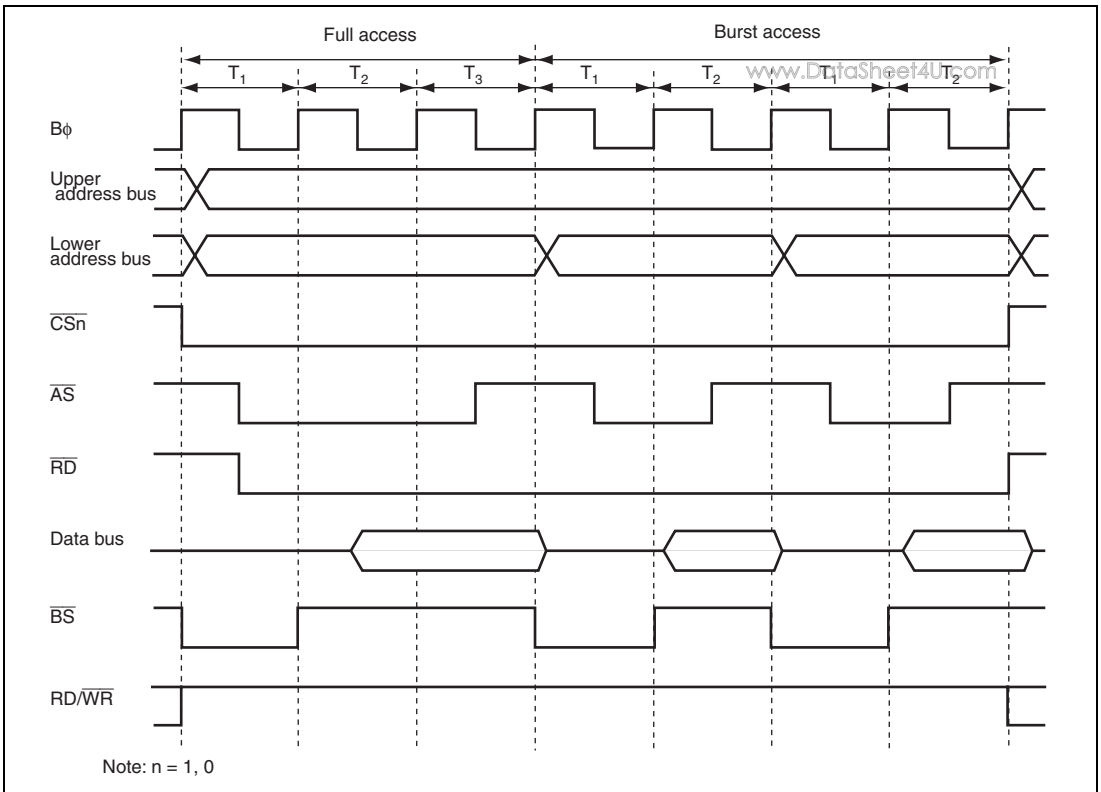 Full access Burst access
T1 T2 T3 T1 T2 T1 T2
www.DataSheet4U.com
Bϕ
Upper
address bus
Lower
address bus
CSn
AS
RD
Data bus
BS
RD/WR
Note: n = 1, 0